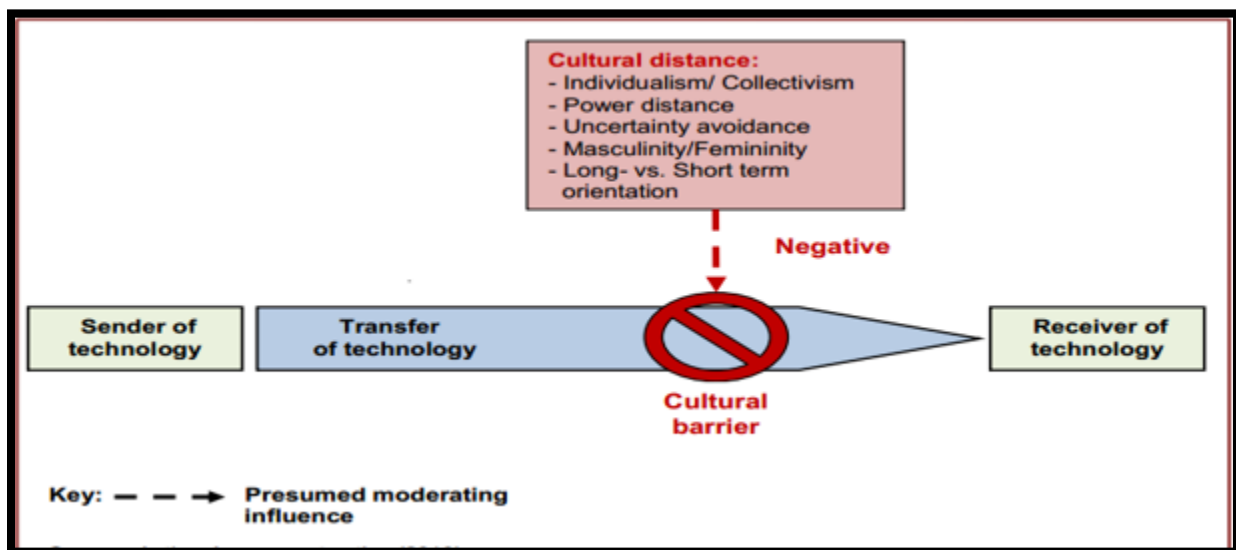 Cultural distance:
- Individualism/ Collectivism
- Power distance
- Uncertainty avoidance
- Masculinity/Femininity
- Long- vs. Short term
orientation
Negative
Sender of
technology
Transfer
of technology
Receiver of
technology
Cultural
barrier
Key:
Presumed moderating
influence